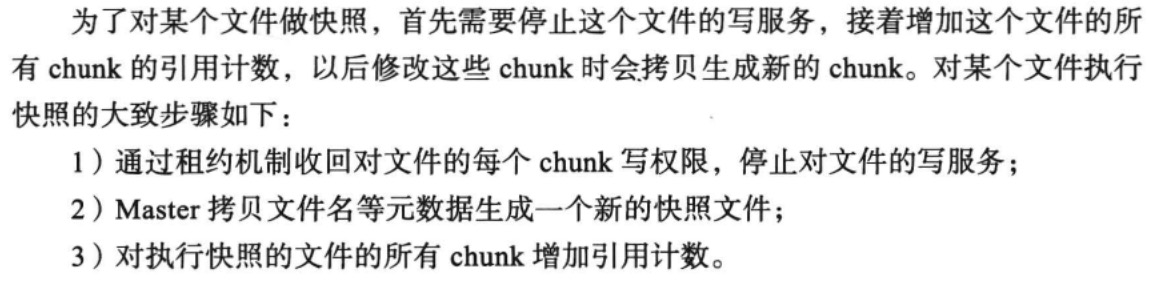 为了对某个文件做快照，首先需要停止这个文件的写服务，接着增加这个文件的所
有 chunk 的引用计数，以后修改这些 chunk 时会拷贝生成新的 chunk。对某个文件执行
快照的大致步骤如下：
1）通过租约机制收回对文件的每个 chunk 写权限，停止对文件的写服务；
2）Master 拷贝文件名等元数据生成一个新的快照文件；
3）对执行快照的文件的所有 chunk 增加引用计数。